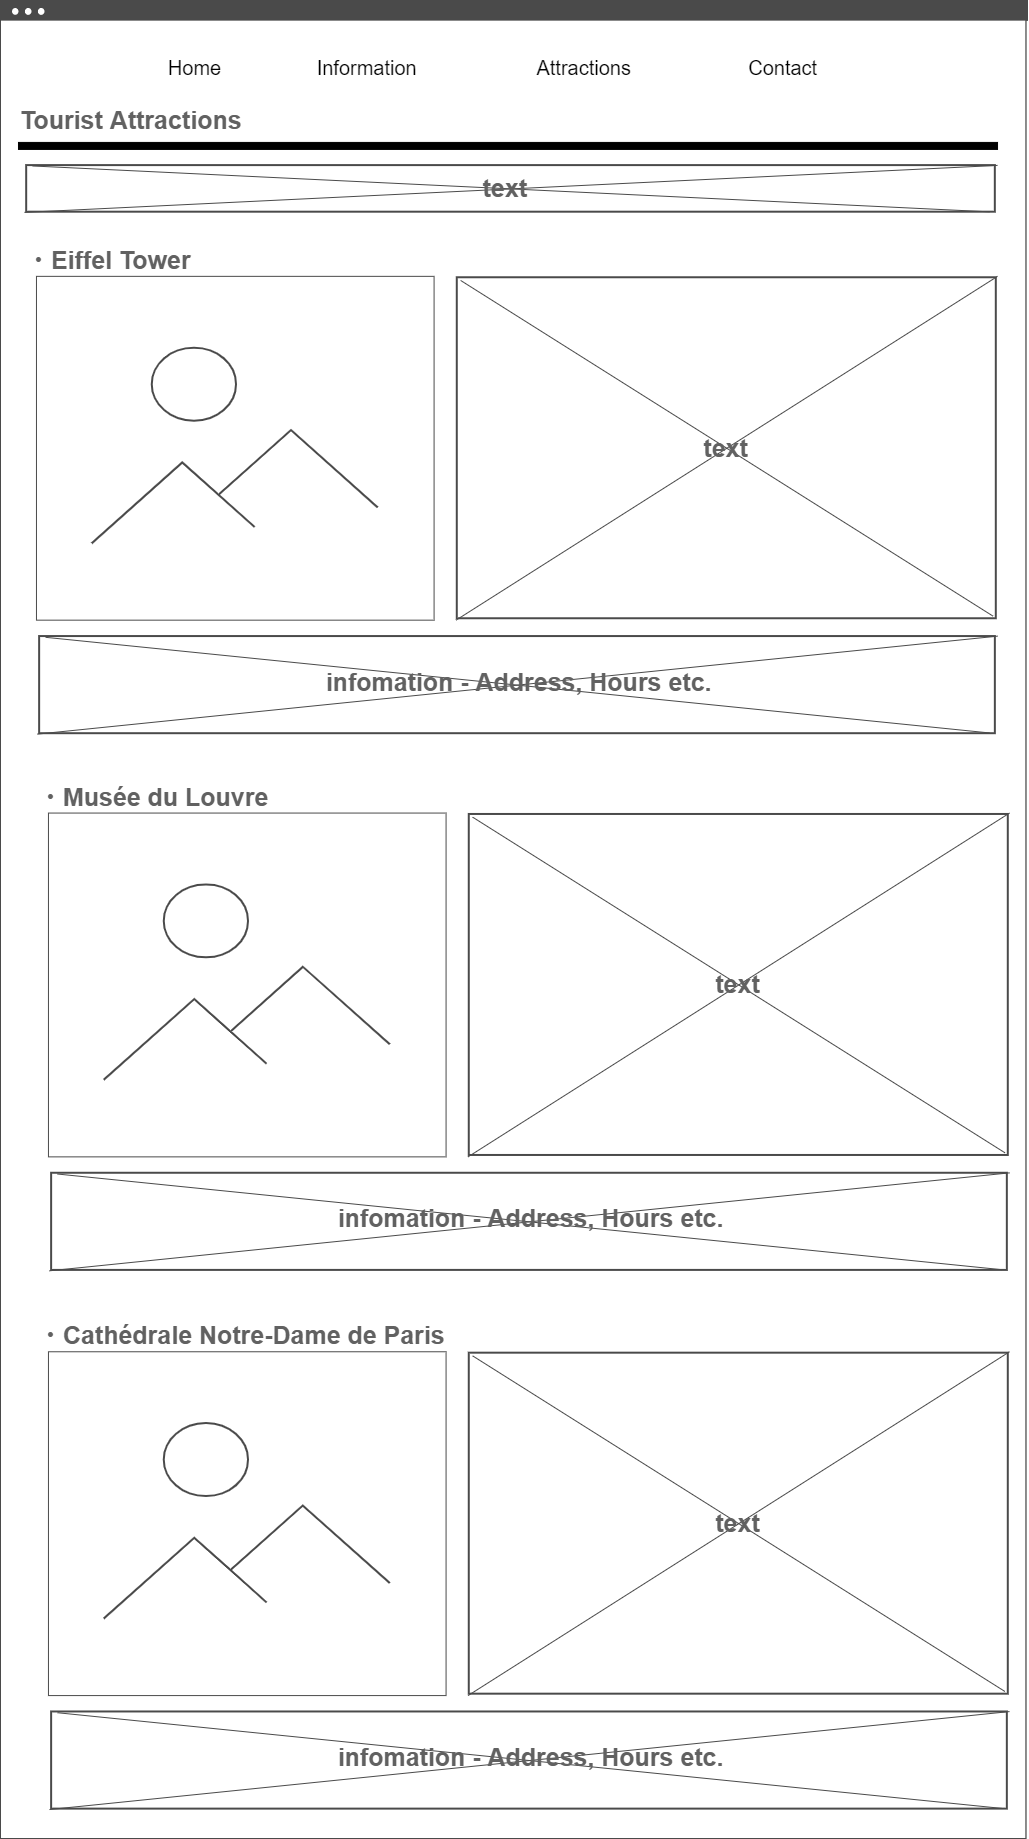 Home Information Attractions Contact
Tourist Attractions
text
• Eiffel Tower
text
infomation - Address, Hours etc.
• Musée du Louvre
text
infomation - Address, Hours etc.
• Cathédrale Notre-Dame de Paris
text
infomation - Address, Hours etc.